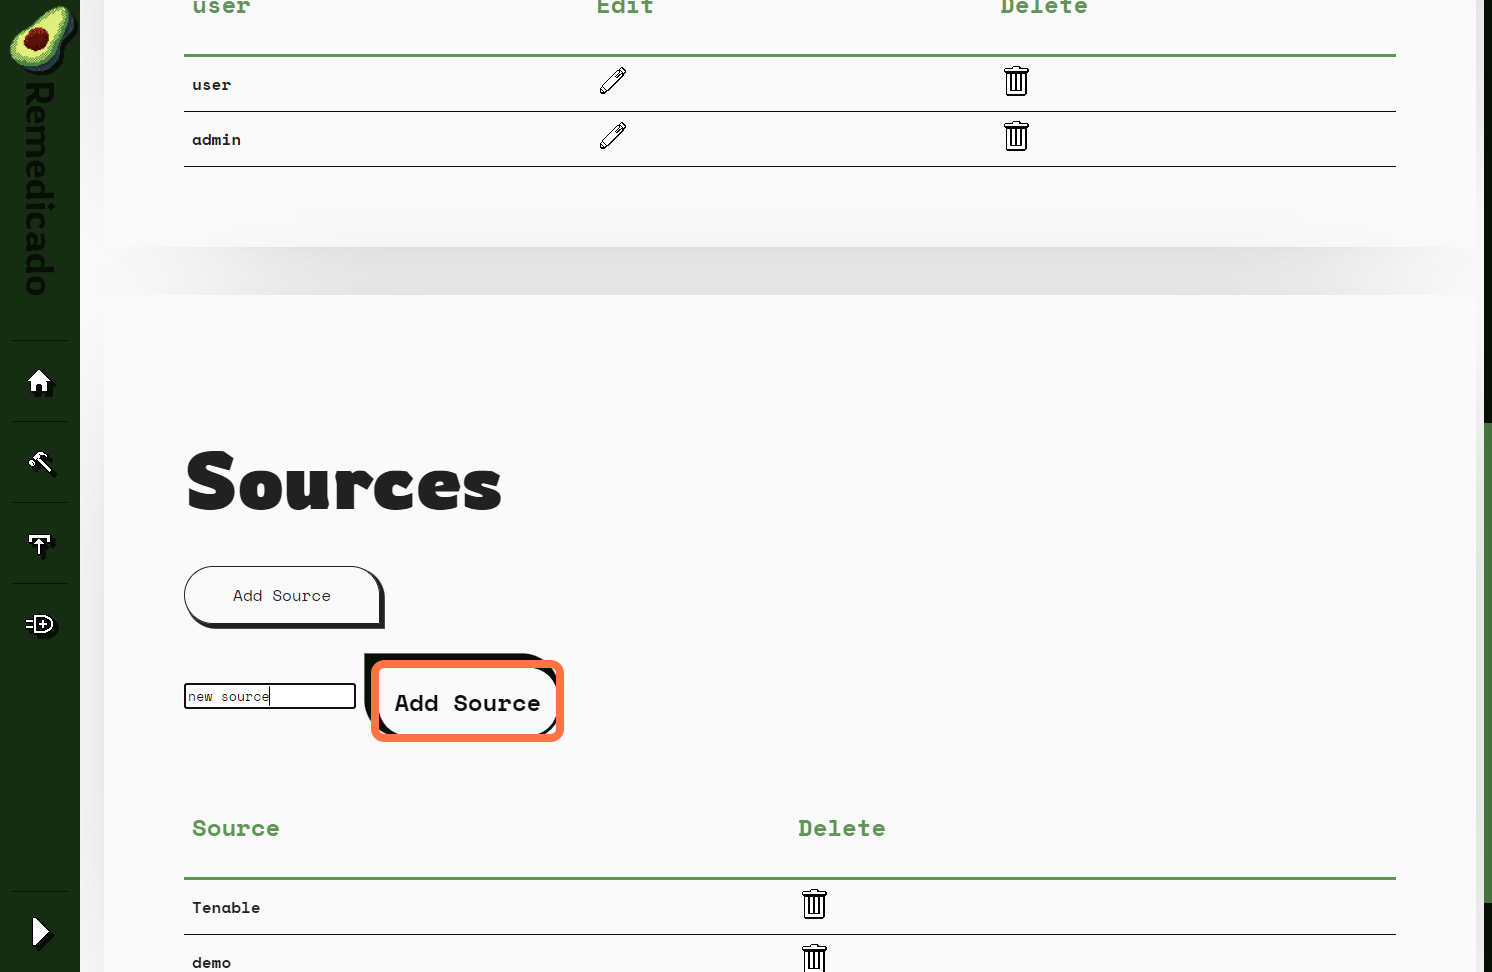 user Edit Delete
user
admin
Remedicado
Sources
Add Source
new source Add Source
Source Delete
Tenable
demo